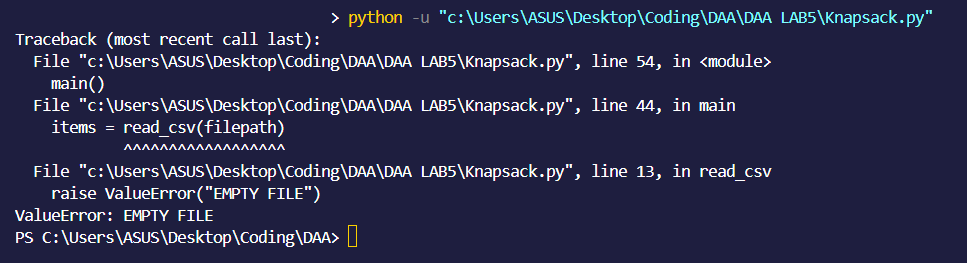 > python -u "c:\Users\ASUS\Desktop\Coding\DAA\DAA LAB5\Knapsack.py"
Traceback (most recent call last):
  File "c:\Users\ASUS\Desktop\Coding\DAA\DAA LAB5\Knapsack.py", line 54, in <module>
    main()
  File "c:\Users\ASUS\Desktop\Coding\DAA\DAA LAB5\Knapsack.py", line 44, in main
    items = read_csv(filepath)
            ^^^^^^^^^^^^^^^^^^
  File "c:\Users\ASUS\Desktop\Coding\DAA\DAA LAB5\Knapsack.py", line 13, in read_csv
    raise ValueError("EMPTY FILE")
ValueError: EMPTY FILE
PS C:\Users\ASUS\Desktop\Coding\DAA>